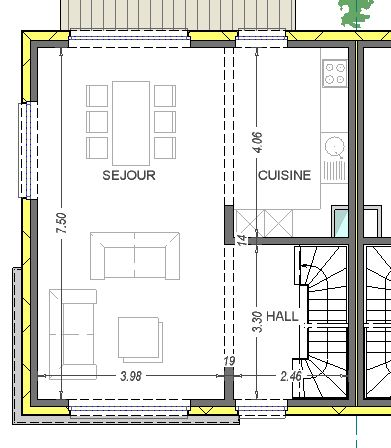 4.06
SEJOUR
CUISINE
7.50
14
3.30
HALL
19
3.98
2.46